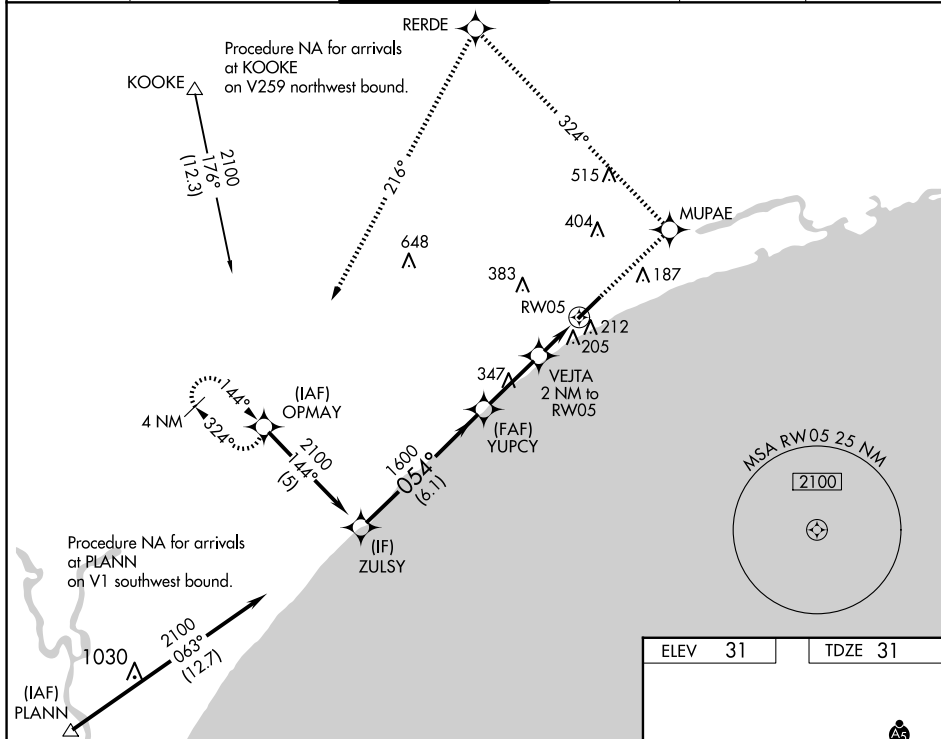 RERDE
Procedure NA for arrivals
at KOOKE
on V259 northwest bound.
KOOKE
2100
176°
(12.3)
216°
324°
515
MUPAE
404
648
383
187
RW05
212
205
347
VEJTA
2 NM to
RW05
(IAF)
OPMAY
144°
4 NM
324°
(FAF)
YUPCY
2100
144°
(5)
1600
054°
(6.1)
MSA RW05 25 NM
2100
(IF)
ZULSY
Procedure NA for arrivals
at PLANN
on V1 southwest bound.
2100
063°
(12.7)
1030
(IAF)
PLANN
ELEV 31
TDZE 31
A5